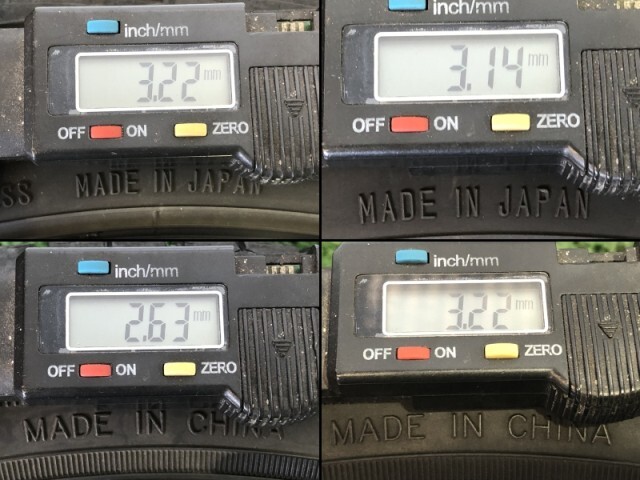 inch/mm
3.22 mm
OFF ON ZERO
SS MADE IN JAPAN
inch/mm
3.14 mm
OFF ON ZERO
MADE IN JAPAN
inch/mm
2.63 mm
OFF ON ZERO
MADE IN CHINA
inch/mm
3.22 mm
OFF ON ZERO
MADE IN CHINA